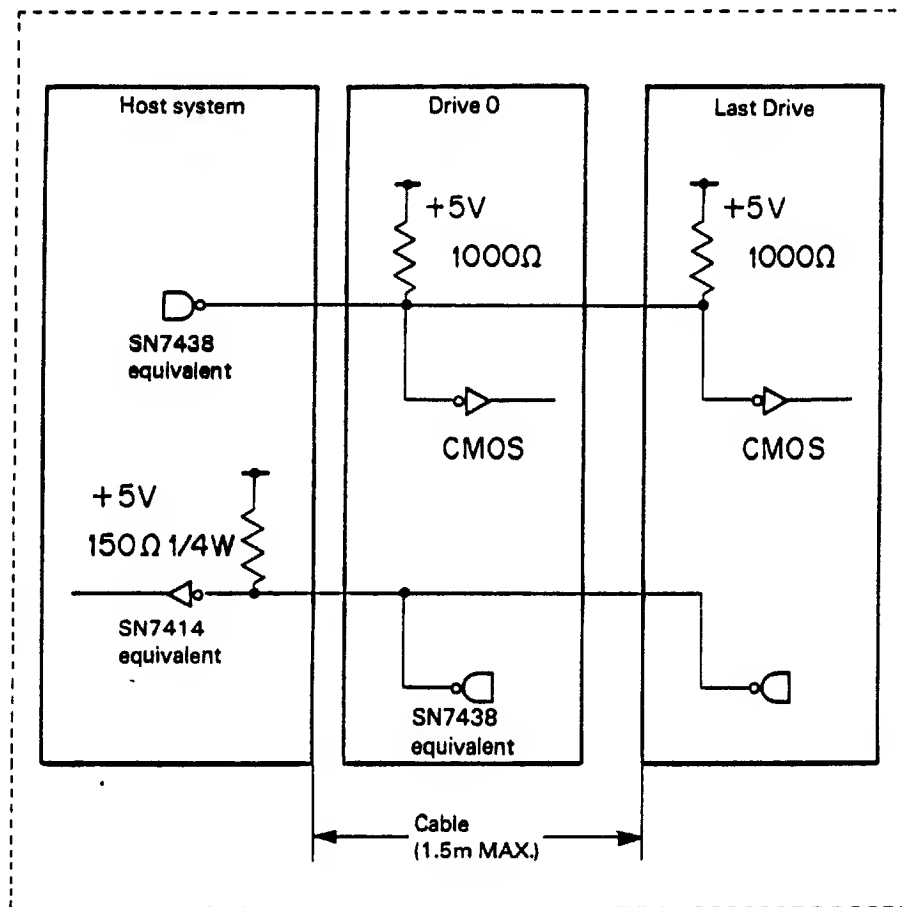 Host system
Drive 0
Last Drive
+5V
1000Ω
+5V
1000Ω
SN7438
equivalent
CMOS
CMOS
+5V
150Ω 1/4W
SN7414
equivalent
SN7438
equivalent
Cable
(1.5m MAX.)